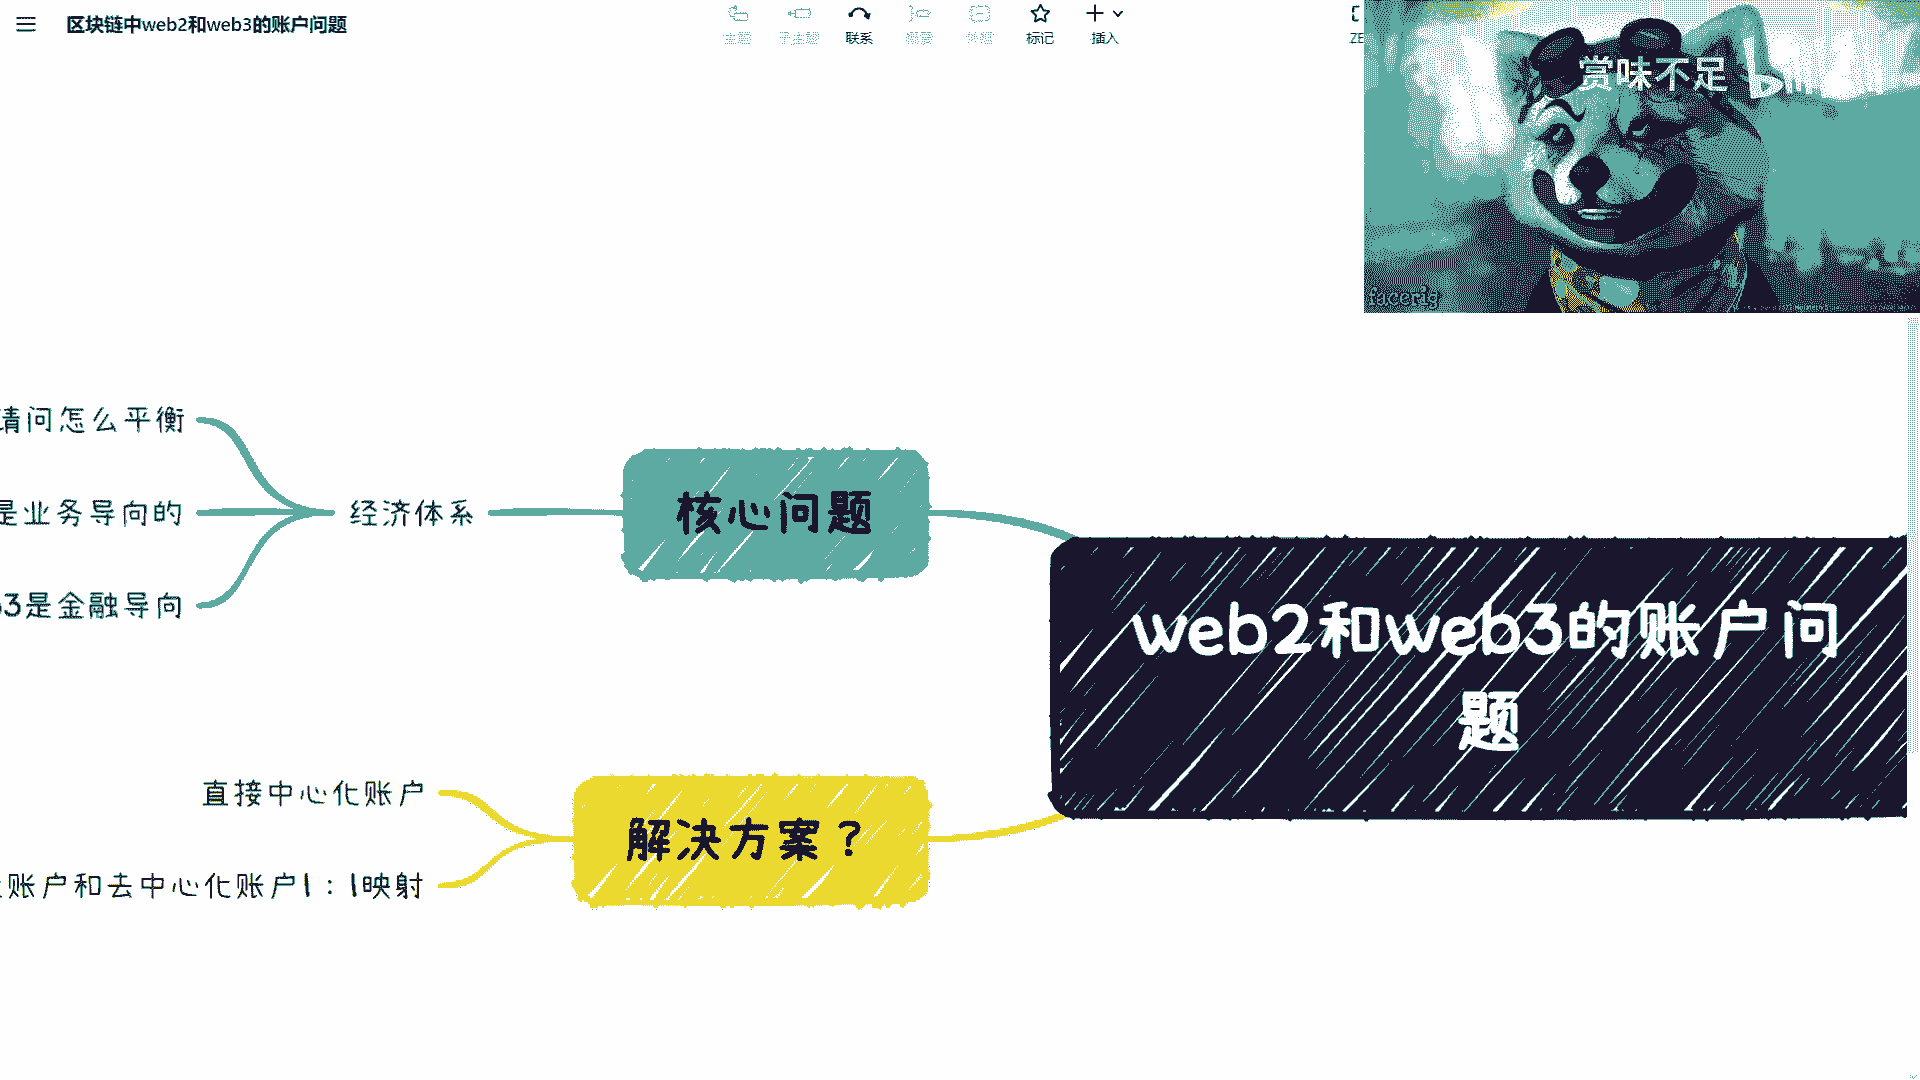 区块链中web2和web3的账户问题
主题
子主题
联系
概要
外框
标记
插入
ZE
赏味不足
facerig
请问怎么平衡
是业务导向的
3是金融导向
经济体系
核心问题
web2和web3的账户问
题
直接中心化账户
账户和去中心化账户1：1映射
解决方案？